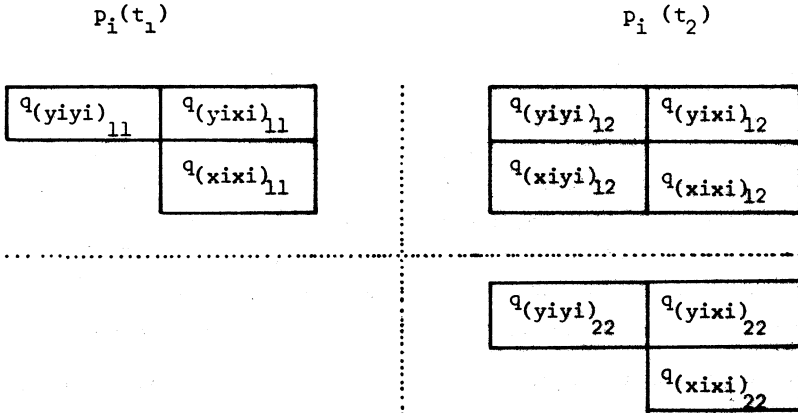 p_i(t_1) p_i (t_2)
q_(yiyi)_11 q_(yixi)_11 q_(yiyi)_12 q_(yixi)_12
q_(xixi)_11 q_(xiyi)_12 q_(xixi)_12
q_(yiyi)_22 q_(yixi)_22
q_(xixi)_22